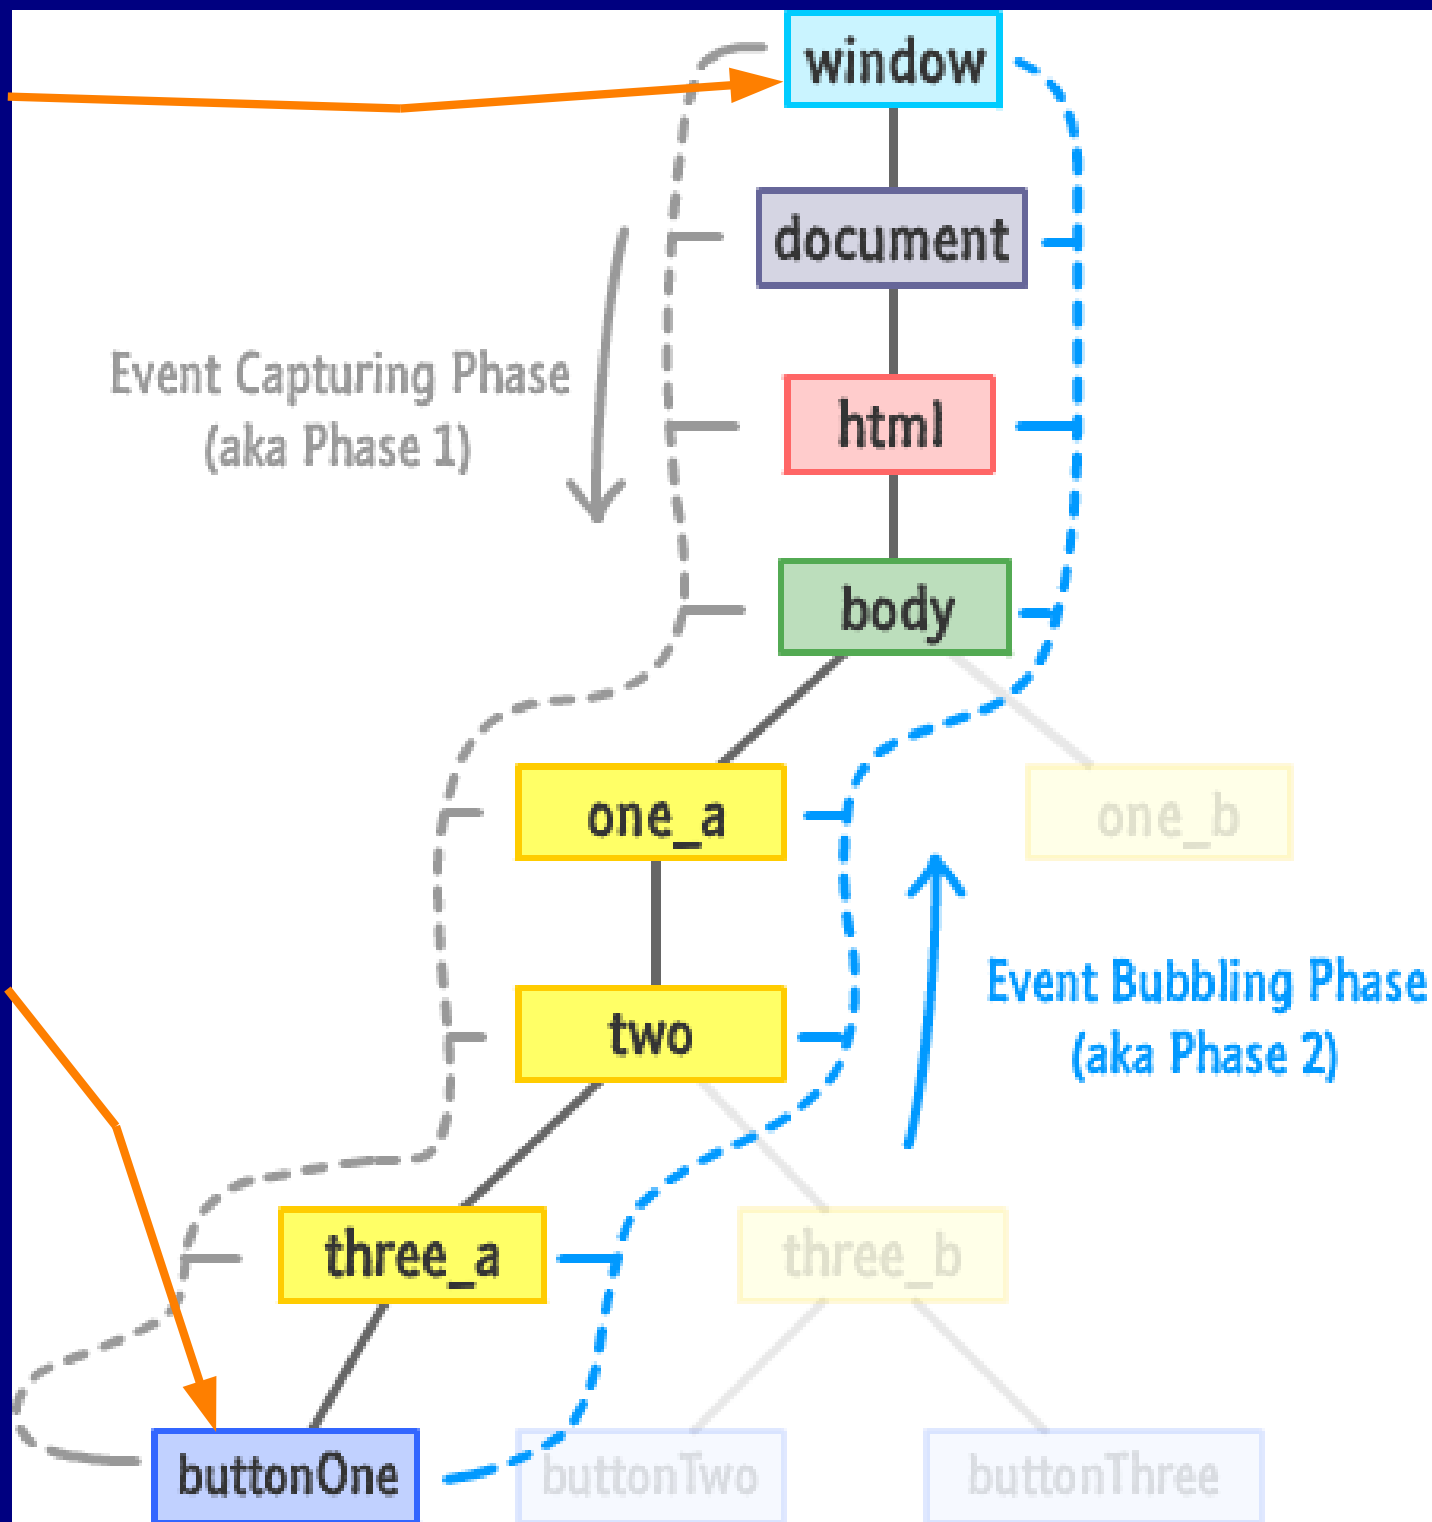 window
document
Event Capturing Phase
(aka Phase 1)
html
body
one_a
one_b
Event Bubbling Phase
(aka Phase 2)
two
three_a
three_b
buttonOne
buttonTwo
buttonThree